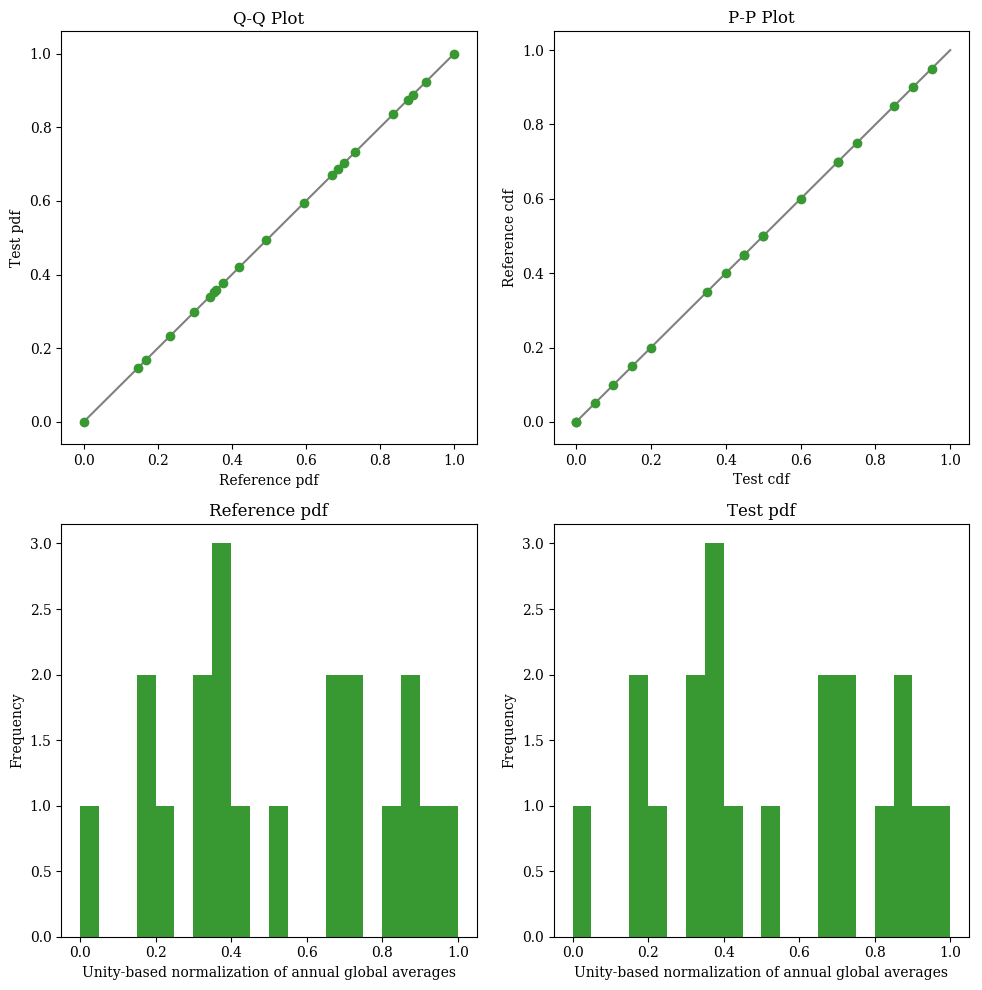 Q-Q Plot
Test pdf
1.0
0.8
0.6
0.4
0.2
0.0
0.0 0.2 0.4 0.6 0.8 1.0
Reference pdf
P-P Plot
Reference cdf
1.0
0.8
0.6
0.4
0.2
0.0
0.0 0.2 0.4 0.6 0.8 1.0
Test cdf
Reference pdf
Frequency
3.0
2.5
2.0
1.5
1.0
0.5
0.0
0.0 0.2 0.4 0.6 0.8 1.0
Unity-based normalization of annual global averages
Test pdf
Frequency
3.0
2.5
2.0
1.5
1.0
0.5
0.0
0.0 0.2 0.4 0.6 0.8 1.0
Unity-based normalization of annual global averages